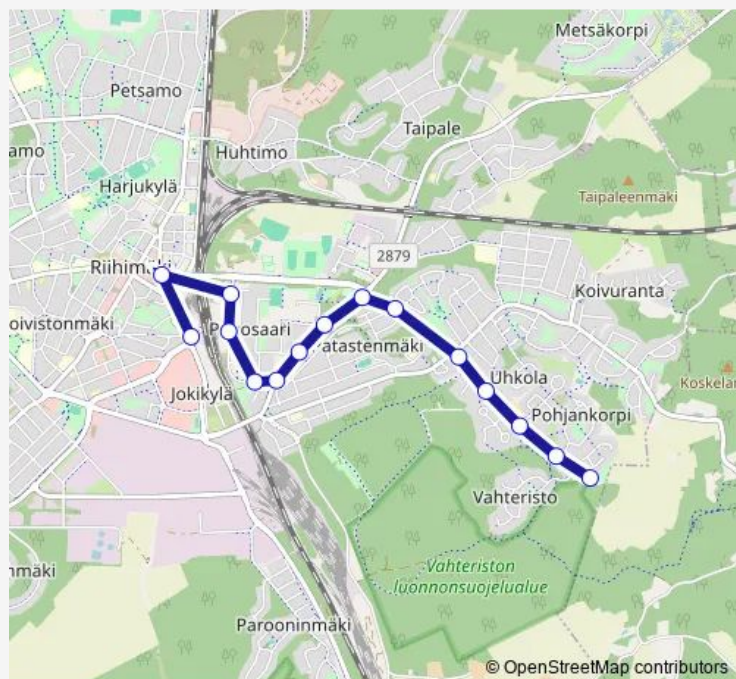 Metsäkorpi
Petsamo
Taipale
amo
Huhtimo
Harjukylä
Taipaleenmäki
2879
Riihimäki
Koivuranta
oivistonmäki
atastenmäki
Jokikylä
Uhkola
Koskelan
Pohjankorpi
Vahteristo
nmäki
Vahteriston
luonnonsuojelualue
Parooninmäki
© OpenStreetMap contributors